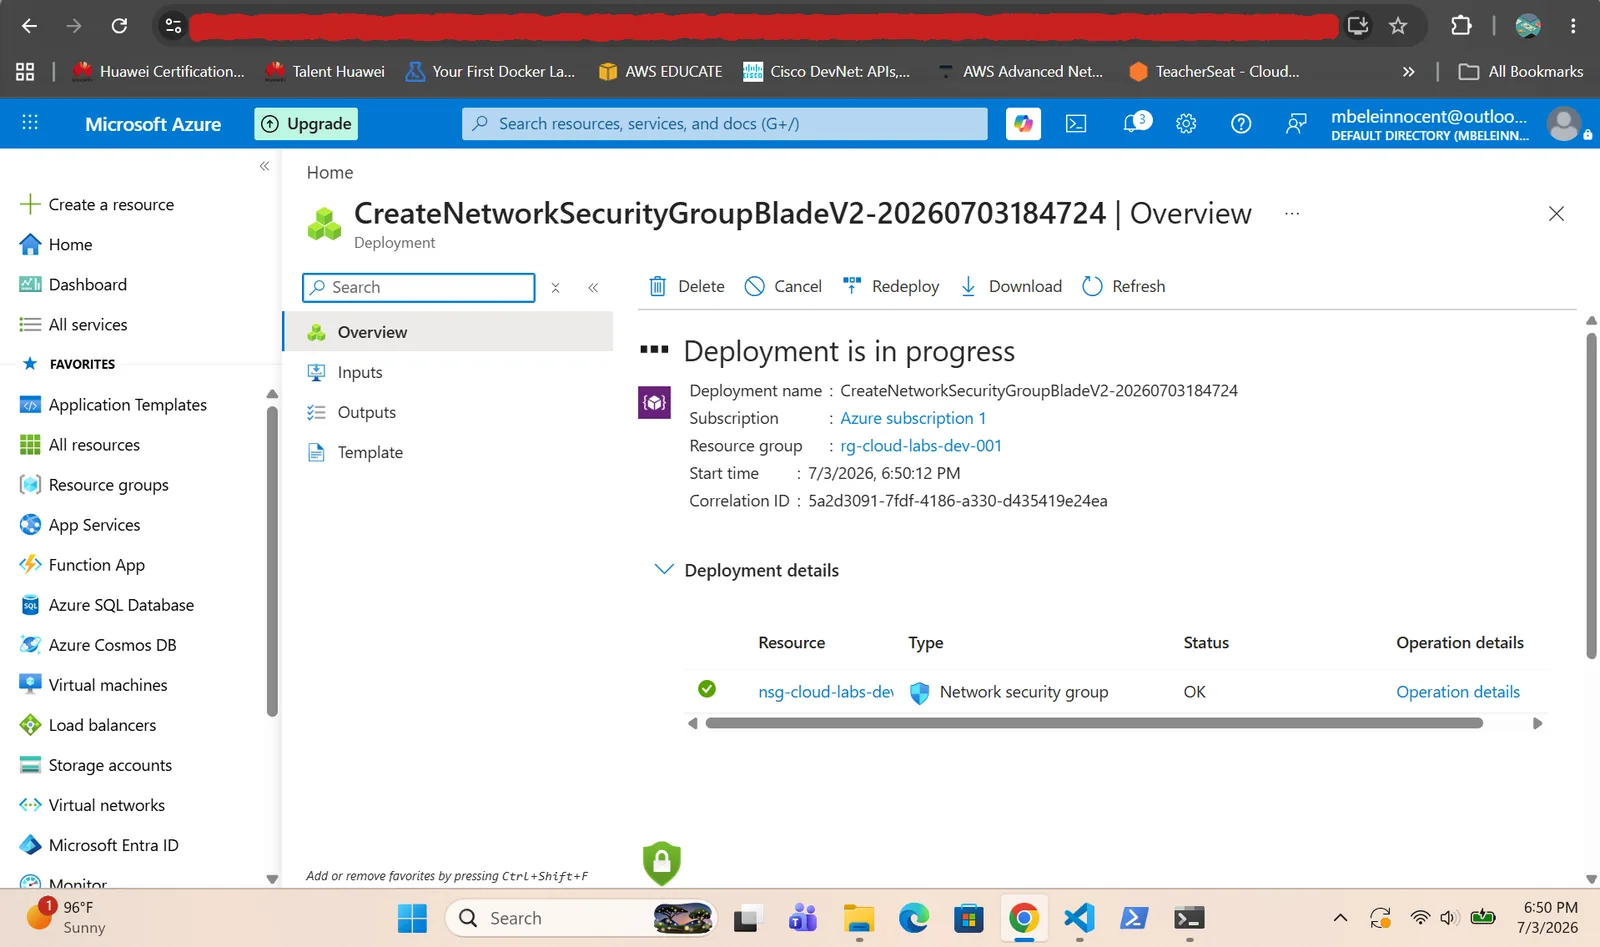 Huawei Certification...
Talent Huawei
Your First Docker La...
AWS EDUCATE
Cisco DevNet: APIs,...
AWS Advanced Net...
TeacherSeat - Cloud...
All Bookmarks
Microsoft Azure
Upgrade
Search resources, services, and docs (G+/)
3
mbeleinnocent@outloo...
DEFAULT DIRECTORY (MBELEINN...
Create a resource
Home
Dashboard
All services
FAVORITES
Application Templates
All resources
Resource groups
App Services
Function App
Azure SQL Database
Azure Cosmos DB
Virtual machines
Load balancers
Storage accounts
Virtual networks
Microsoft Entra ID
Monitor
Home
CreateNetworkSecurityGroupBladeV2-20260703184724 | Overview ...
Deployment
Search
Overview
Inputs
Outputs
Template
Add or remove favorites by pressing Ctrl+Shift+F
Delete
Cancel
Redeploy
Download
Refresh
Deployment is in progress
Deployment name : CreateNetworkSecurityGroupBladeV2-20260703184724
Subscription : Azure subscription 1
Resource group : rg-cloud-labs-dev-001
Start time : 7/3/2026, 6:50:12 PM
Correlation ID : 5a2d3091-7fdf-4186-a330-d435419e24ea
Deployment details
Resource Type Status Operation details
nsg-cloud-labs-dev Network security group OK Operation details
1
96°F
Sunny
Search
6:50 PM
7/3/2026